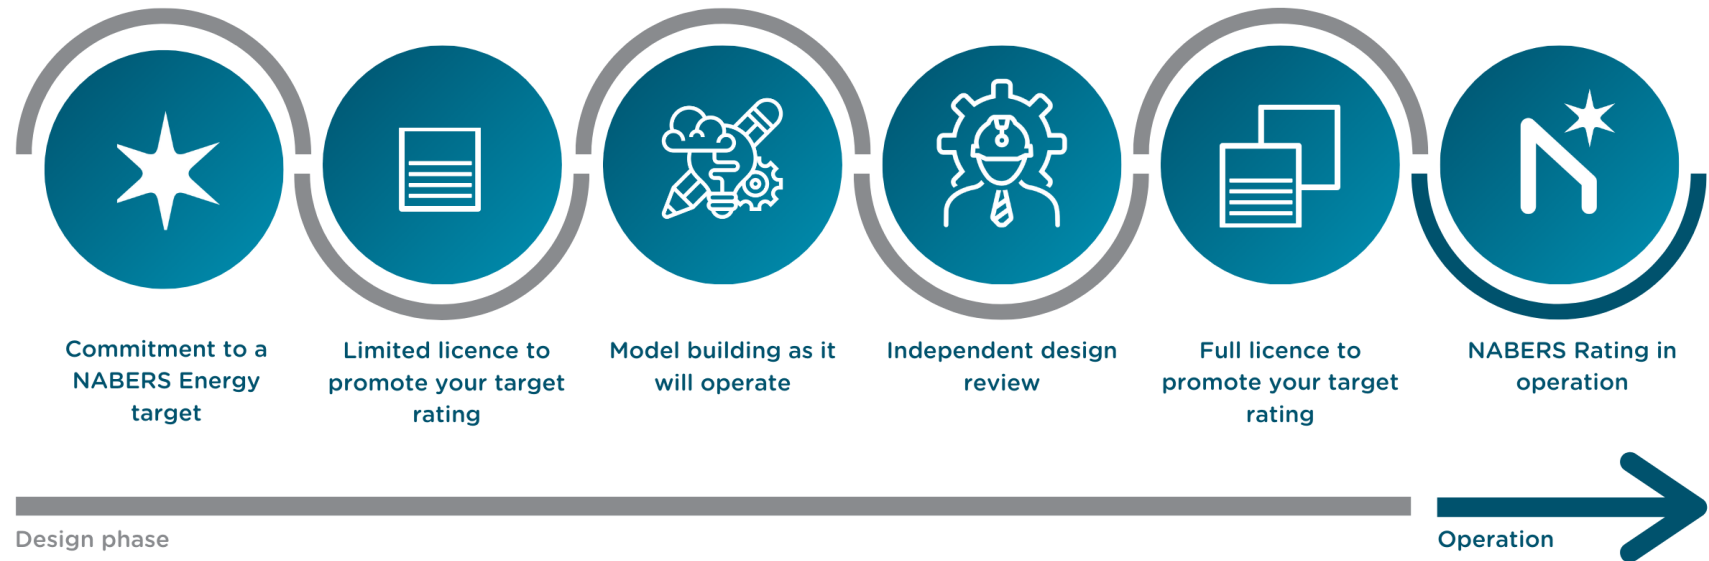 Commitment to a
NABERS Energy
target
Limited licence to
promote your target
rating
Model building as it
will operate
Independent design
review
Full licence to
promote your target
rating
NABERS Rating in
operation
Design phase
Operation